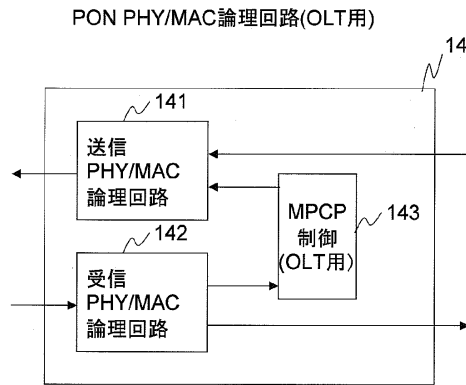 PON PHY/MAC論理回路(OLT用)
14
141
送信
PHY/MAC
論理回路
MPCP
制御
(OLT用)
143
142
受信
PHY/MAC
論理回路